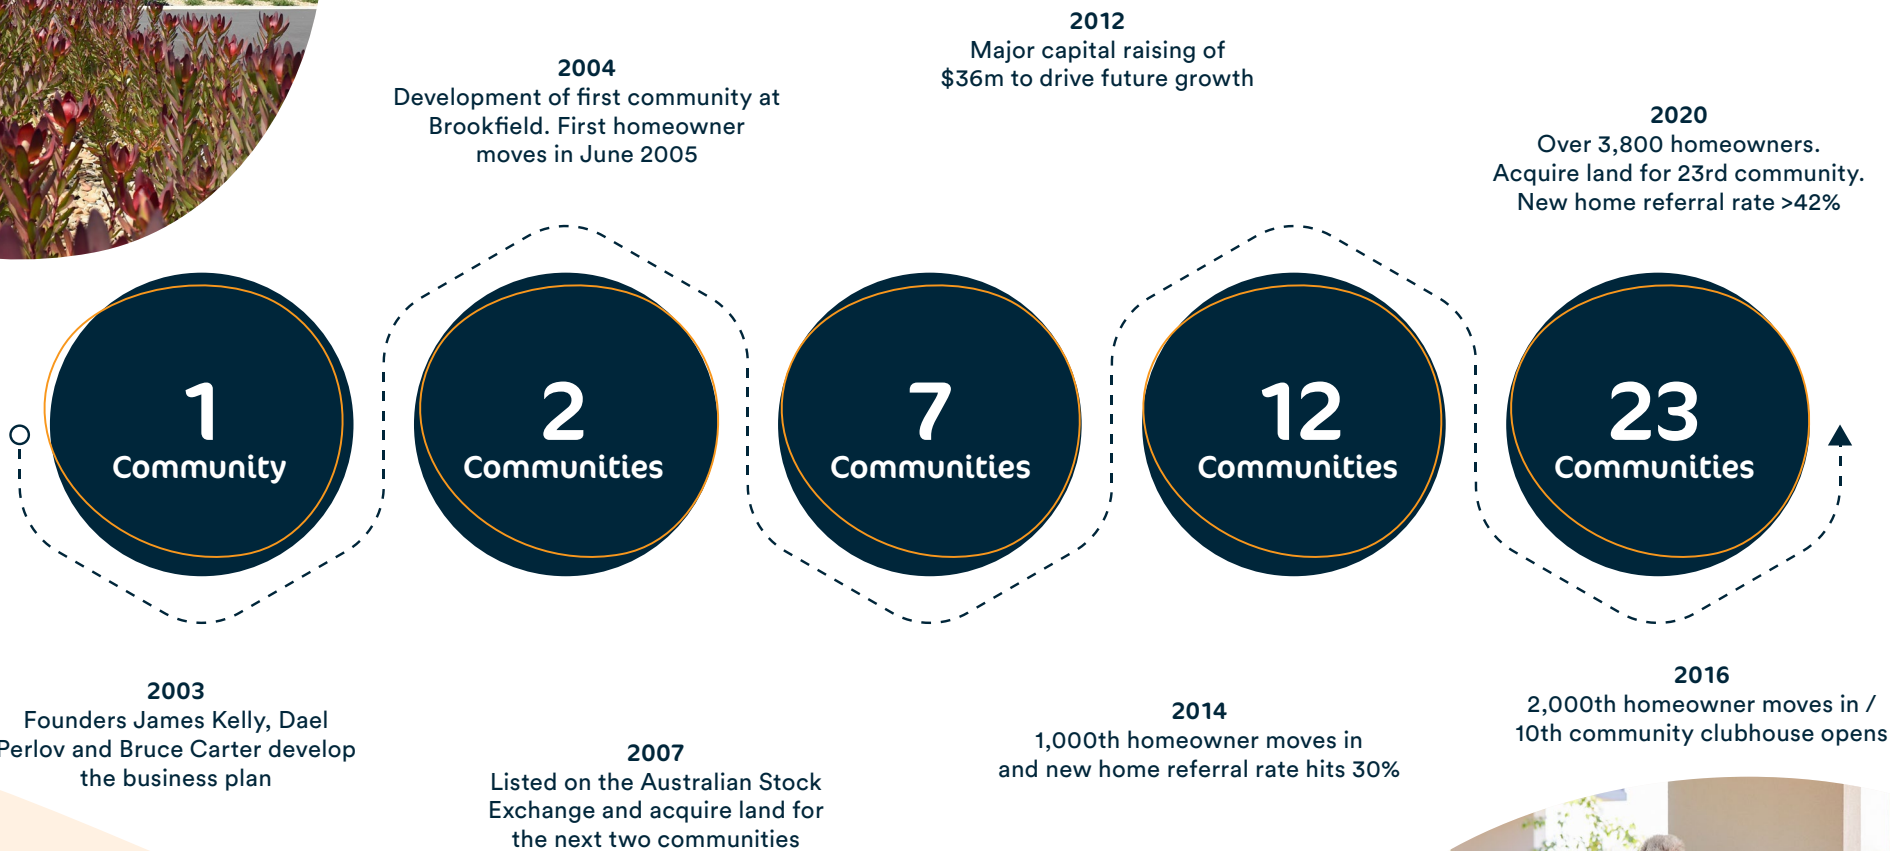 2012
Major capital raising of
$36m to drive future growth
2004
Development of first community at
Brookfield. First homeowner
moves in June 2005
2020
Over 3,800 homeowners.
Acquire land for 23rd community.
New home referral rate >42%
1
Community
2
Communities
7
Communities
12
Communities
23
Communities
2003
Founders James Kelly, Dael
Perlov and Bruce Carter develop
the business plan
2007
Listed on the Australian Stock
Exchange and acquire land for
the next two communities
2014
1,000th homeowner moves in
and new home referral rate hits 30%
2016
2,000th homeowner moves in /
10th community clubhouse opens